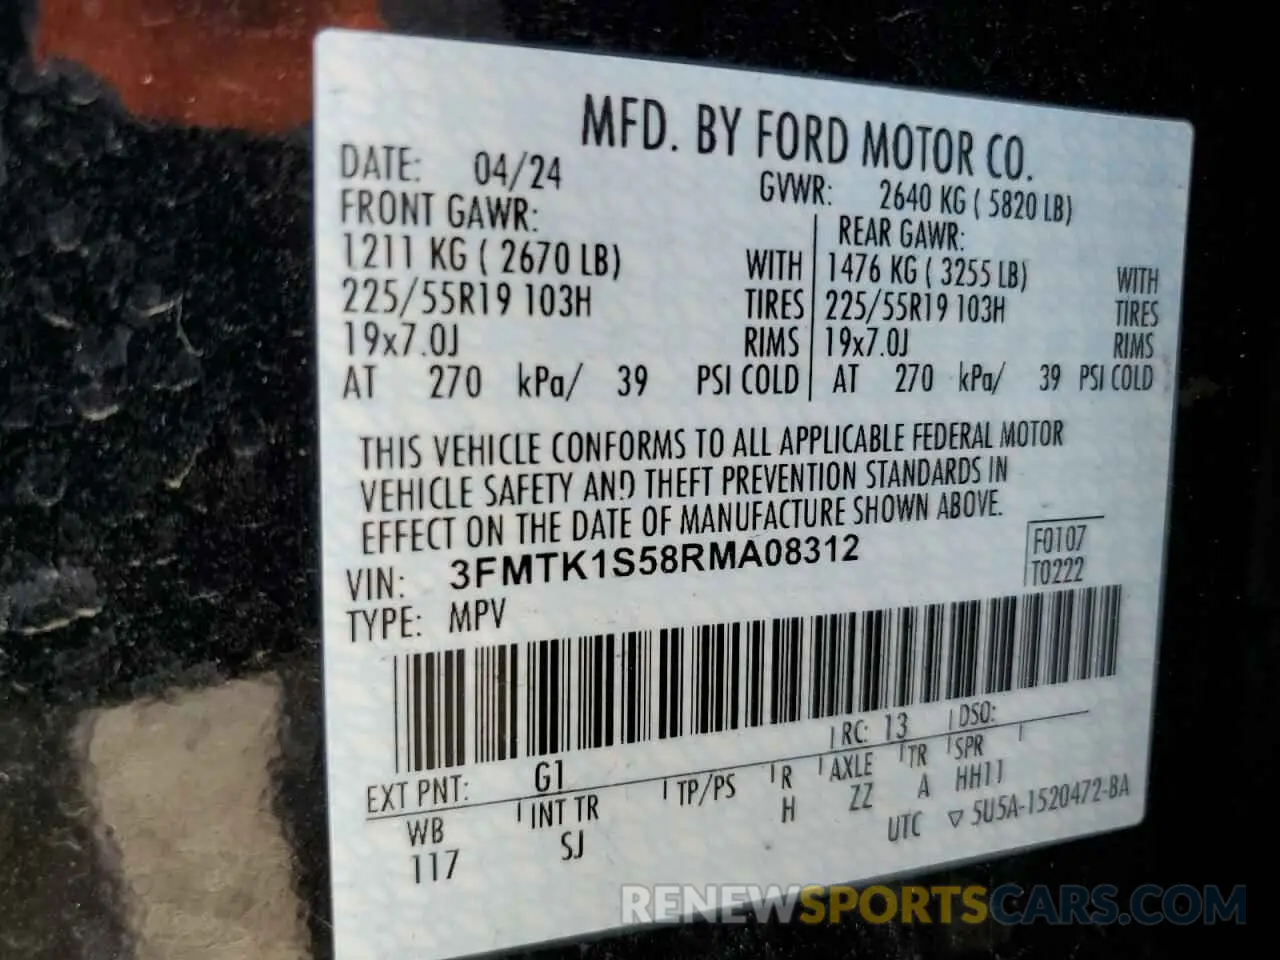 MFD. BY FORD MOTOR CO.
DATE: 04/24 GVWR: 2640 KG ( 5820 LB)
FRONT GAWR: REAR GAWR:
1211 KG ( 2670 LB) WITH 1476 KG ( 3255 LB) WITH
225/55R19 103H TIRES 225/55R19 103H TIRES
19x7.0J RIMS 19x7.0J RIMS
AT 270 kPa/ 39 PSI COLD AT 270 kPa/ 39 PSI COLD
THIS VEHICLE CONFORMS TO ALL APPLICABLE FEDERAL MOTOR
VEHICLE SAFETY AND THEFT PREVENTION STANDARDS IN
EFFECT ON THE DATE OF MANUFACTURE SHOWN ABOVE.
VIN: 3FMTK1S58RMA08312 F0107
TYPE: MPV T0222
EXT PNT: G1 RC: 13 DSO:
WB INT TR TP/PS R AXLE TR SPR
117 SJ H ZZ A HH11
UTC ▽ 5U5A-1520472-BA
RENEWSPORTSCARS.COM